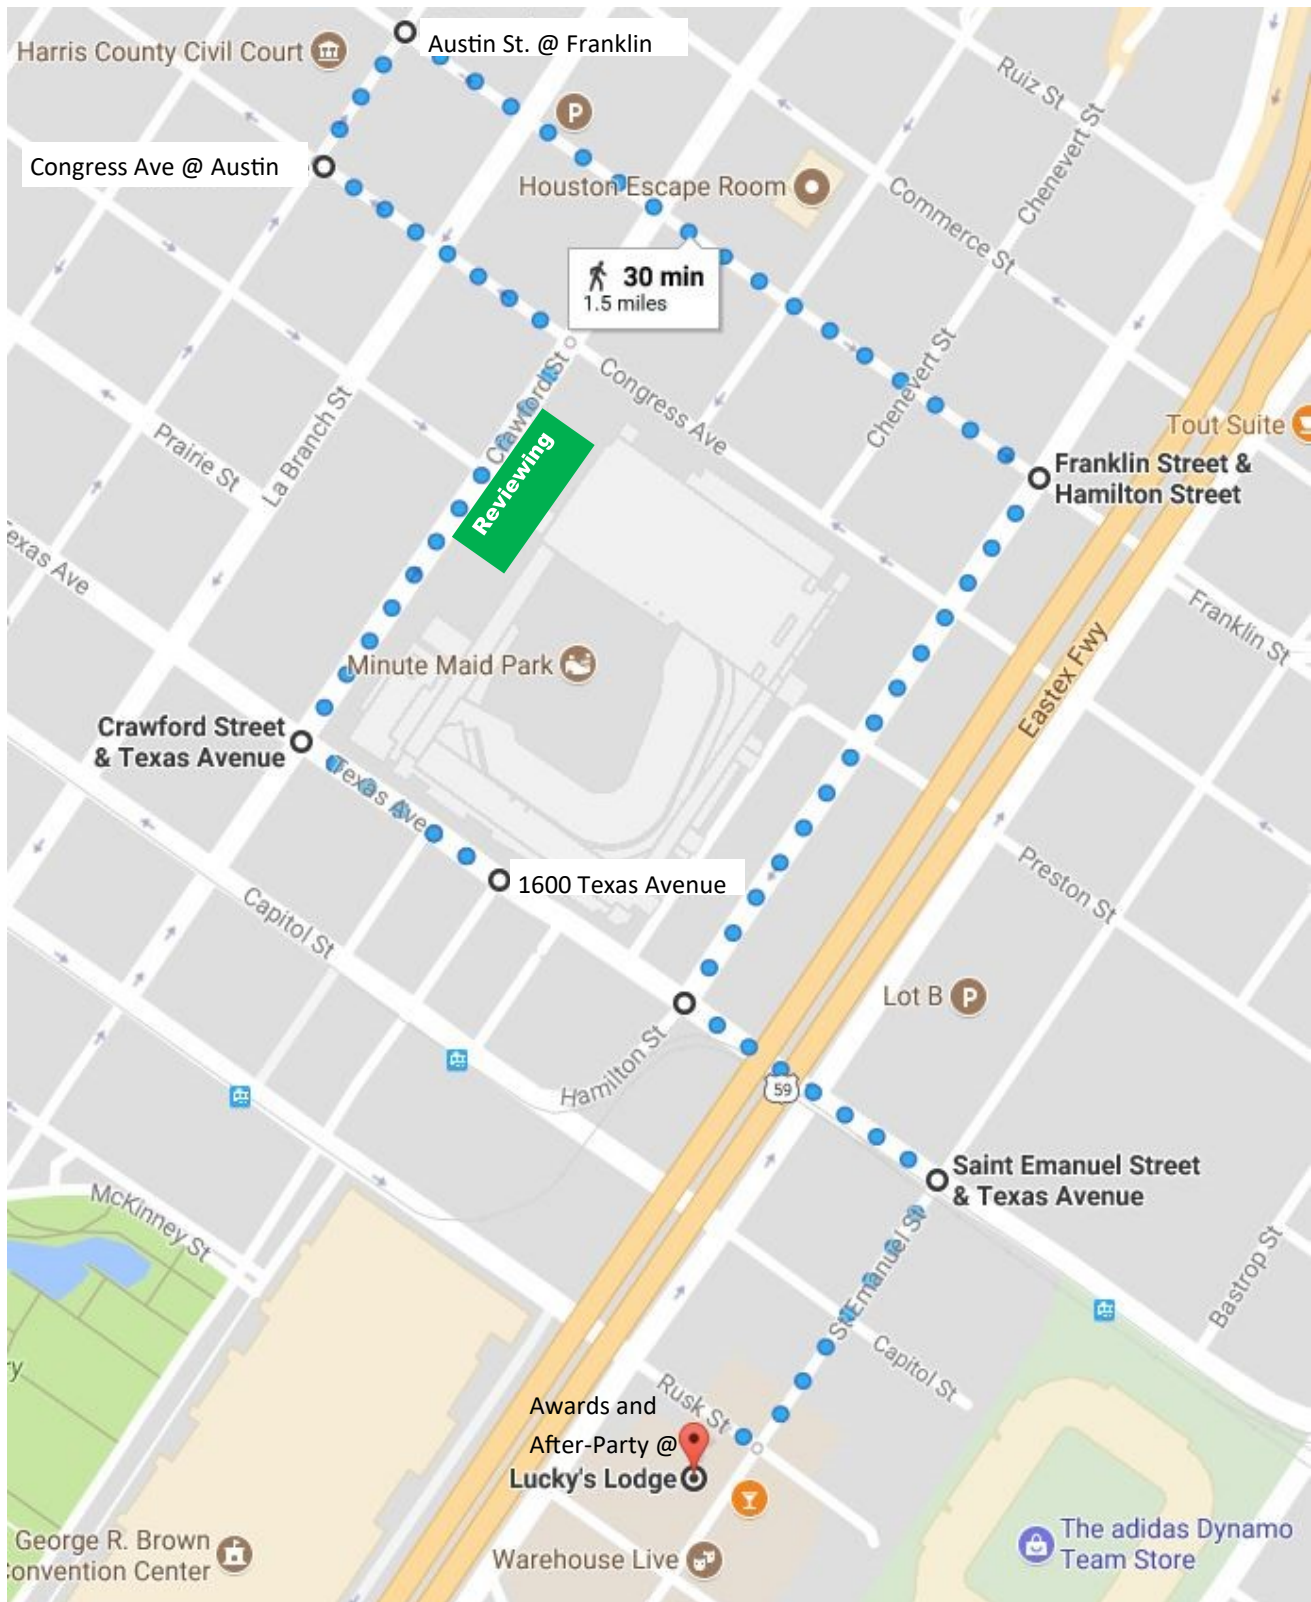 Austin St. @ Franklin
Harris County Civil Court
Ruiz St
P
Chenevert St
Congress Ave @ Austin
Houston Escape Room
Commerce St
30 min
1.5 miles
Crawford St
Congress Ave
Chenevert St
La Branch St
Prairie St
Tout Suite
Reviewing
Franklin Street &
Hamilton Street
exas Ave
Franklin St
Minute Maid Park
Eastex Fwy
Crawford Street
& Texas Avenue
Texas Ave
1600 Texas Avenue
Preston St
Capitol St
Lot B P
Hamilton St
59
Saint Emanuel Street
& Texas Avenue
McKinney St
St Emanuel St
Bastrop St
Capitol St
ry
Rusk St
Awards and
After-Party @
Lucky's Lodge
George R. Brown
Convention Center
Warehouse Live
The adidas Dynamo
Team Store